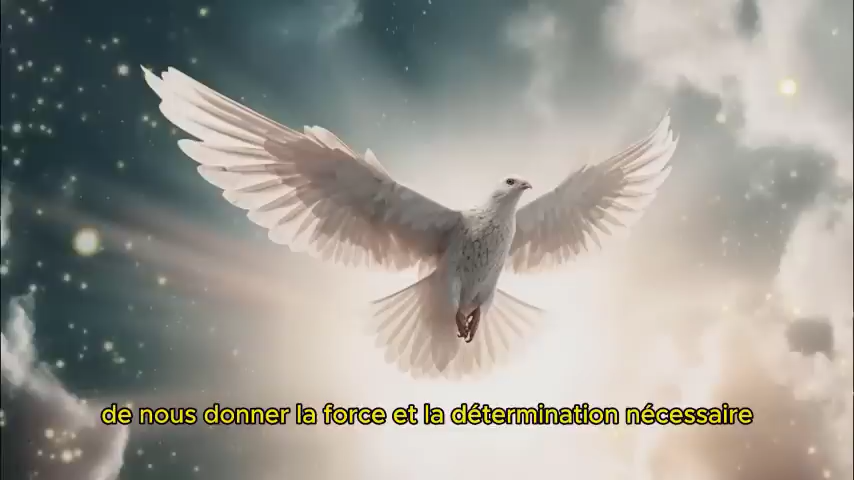 de nous donner la force et la détermination nécessaire